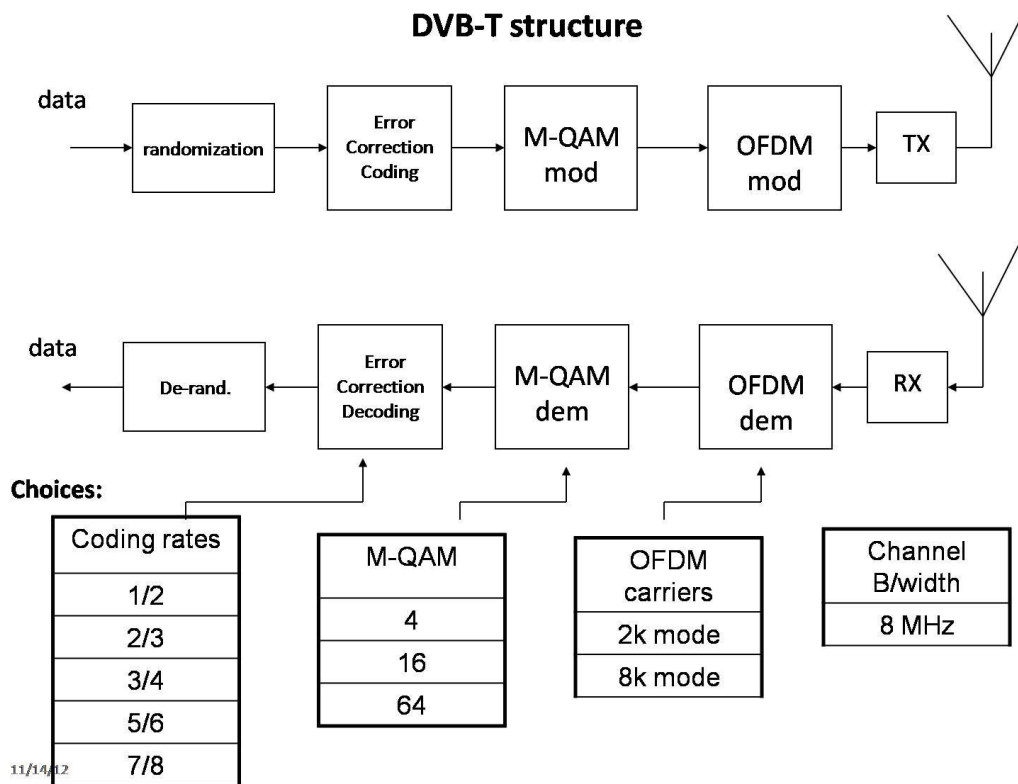 DVB-T structure
data
randomization
Error
Correction
Coding
M-QAM
mod
OFDM
mod
TX
data
De-rand.
Error
Correction
Decoding
M-QAM
dem
OFDM
dem
RX
Choices:
Coding rates
1/2
2/3
3/4
5/6
7/8
M-QAM
4
16
64
OFDM
carriers
2k mode
8k mode
Channel
B/width
8 MHz
11/14/12